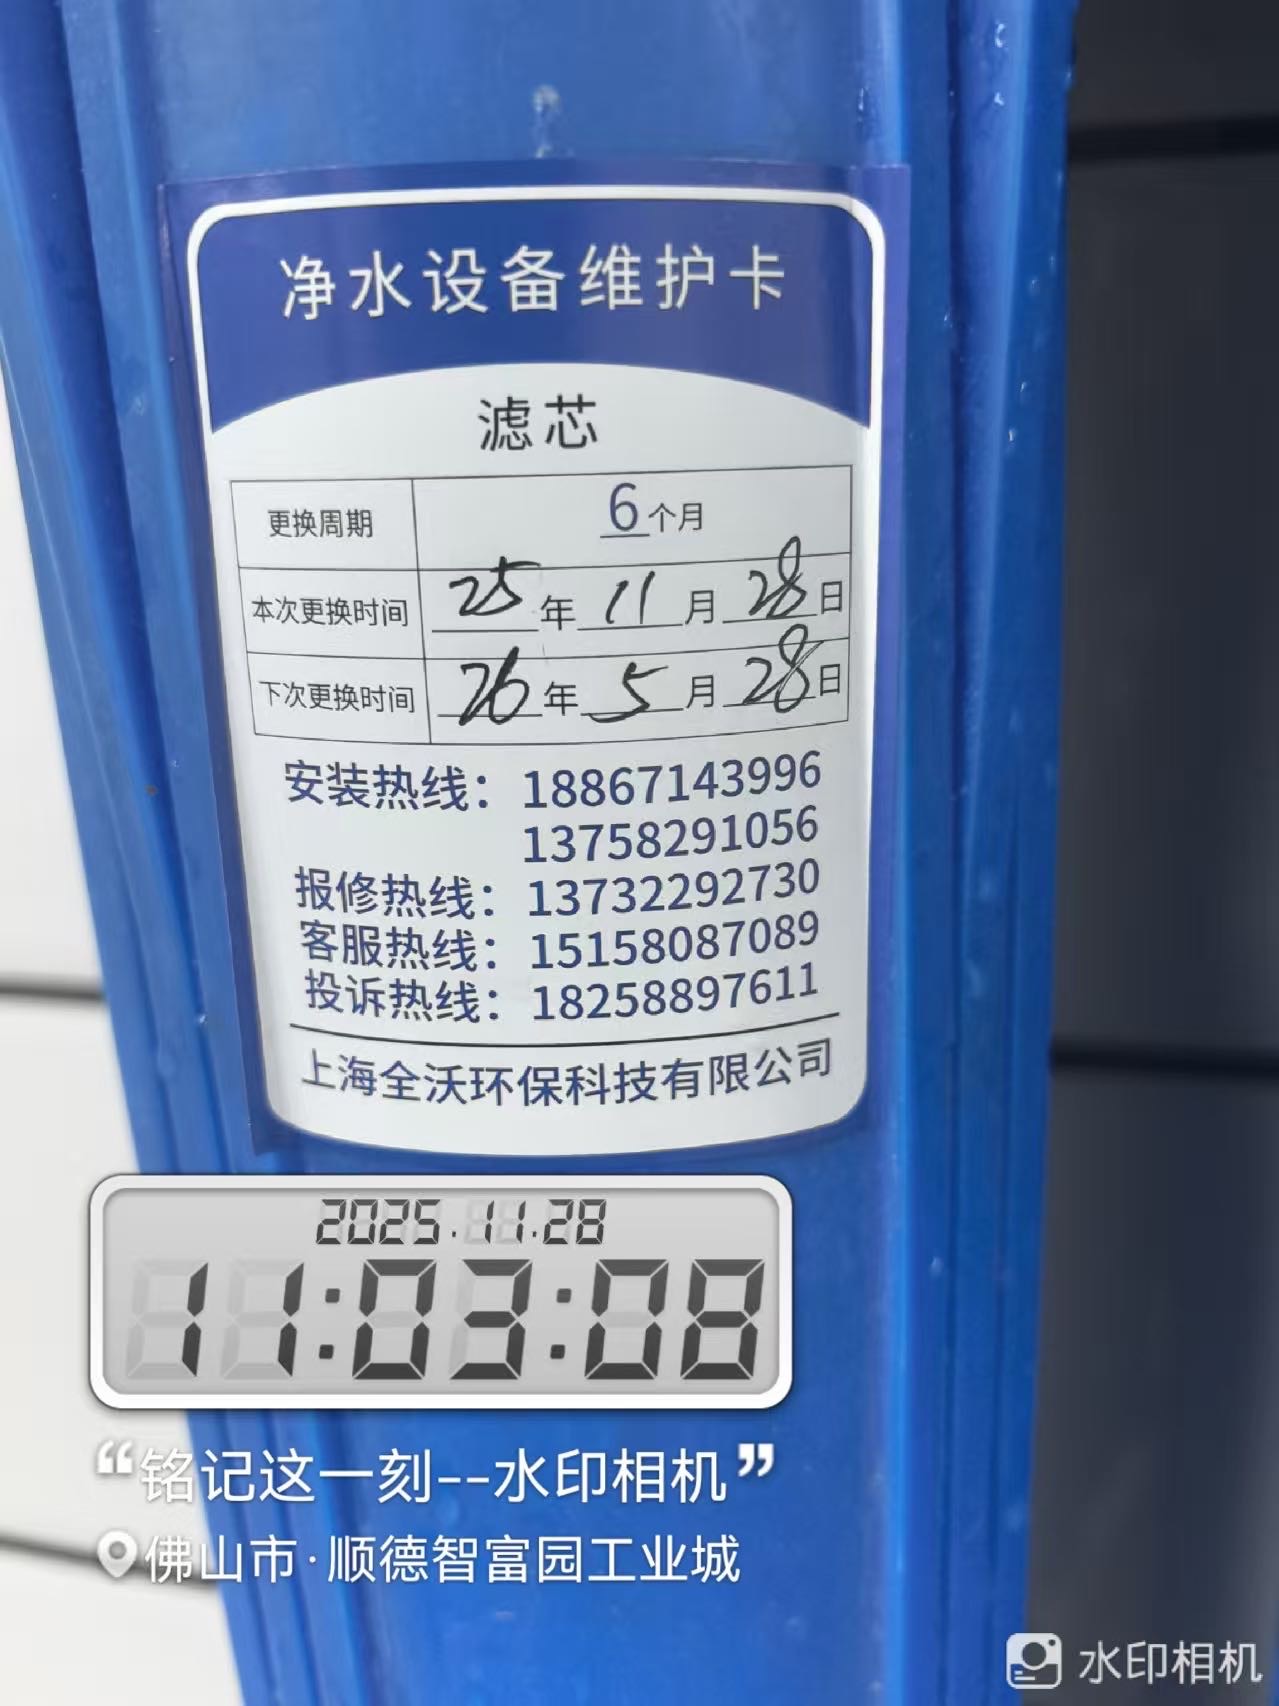 净水设备维护卡
滤芯
更换周期 6个月
本次更换时间 25年11月28日
下次更换时间 26年5月28日
安装热线：18867143996
13758291056
报修热线：13732292730
客服热线：15158087089
投诉热线：18258897611
上海全沃环保科技有限公司
2025.11.28
11:03:08
“铭记这一刻--水印相机”
佛山市·顺德智富园工业城
水印相机